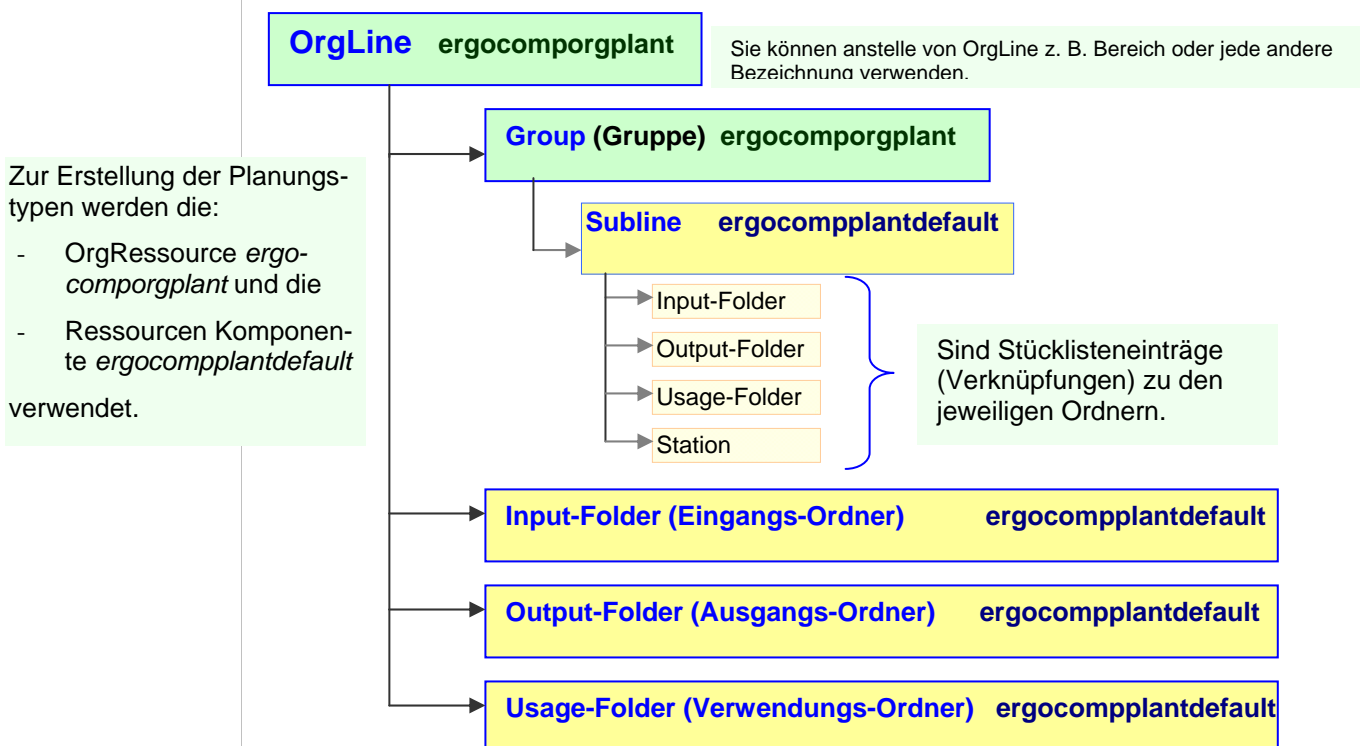 OrgLine ergocomporgplant
Sie können anstelle von OrgLine z. B. Bereich oder jede andere
Bezeichnung verwenden.
Group (Gruppe) ergocomporgplant
Zur Erstellung der Planungs-
typen werden die:
- OrgRessource ergo-
comporgplant und die
- Ressourcen Komponen-
te ergocompplantdefault
verwendet.
Subline ergocompplantdefault
Input-Folder
Output-Folder
Usage-Folder
Station
Sind Stücklisteneinträge
(Verknüpfungen) zu den
jeweiligen Ordnern.
Input-Folder (Eingangs-Ordner) ergocompplantdefault
Output-Folder (Ausgangs-Ordner) ergocompplantdefault
Usage-Folder (Verwendungs-Ordner) ergocompplantdefault